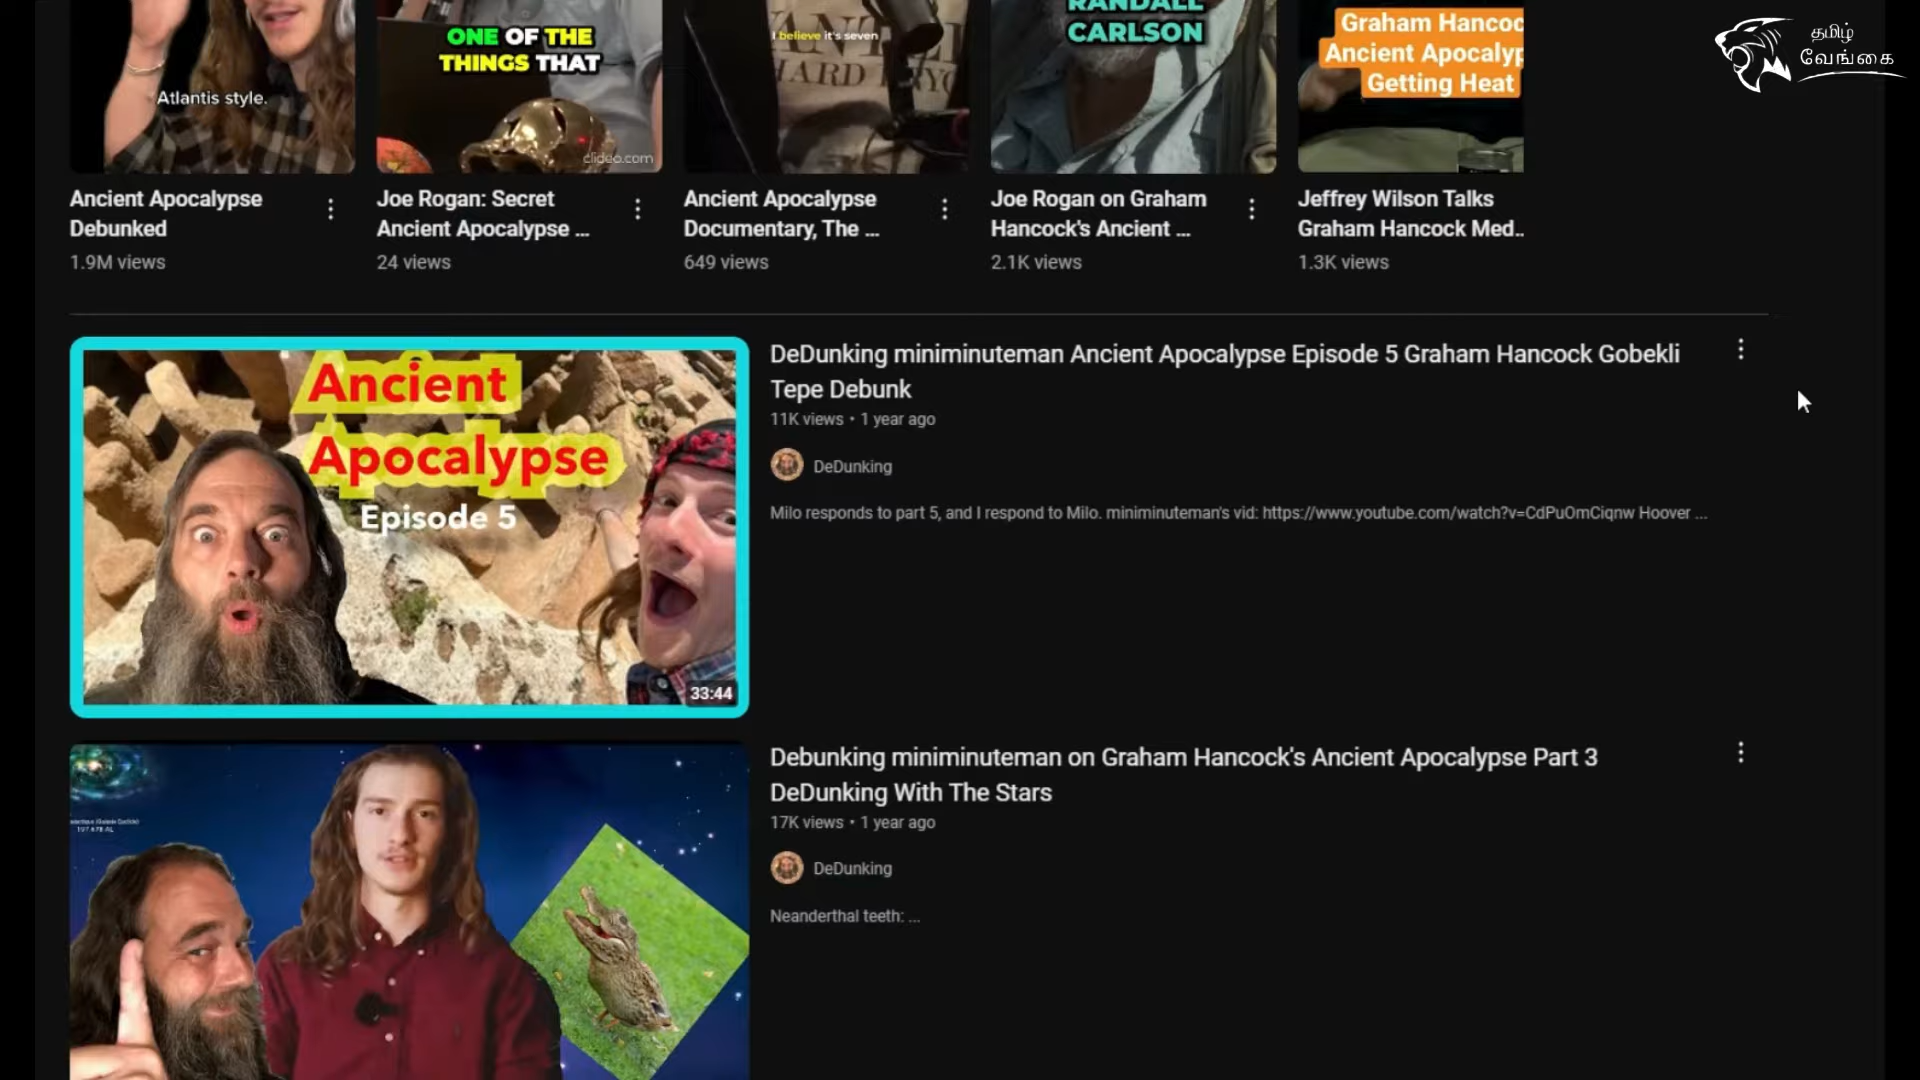 RANDALL
CARLSON
ONE OF THE
THINGS THAT
I believe it's seven
Graham Hancoc
Ancient Apocalyp
Getting Heat
தமிழ்
வேங்கை
Atlantis style.
clideo.com
Ancient Apocalypse
Debunked
1.9M views
Joe Rogan: Secret
Ancient Apocalypse ...
24 views
Ancient Apocalypse
Documentary, The ...
649 views
Joe Rogan on Graham
Hancock's Ancient ...
2.1K views
Jeffrey Wilson Talks
Graham Hancock Med..
1.3K views
Ancient
Apocalypse
Episode 5
33:44
DeDunking miniminuteman Ancient Apocalypse Episode 5 Graham Hancock Gobekli
Tepe Debunk
11K views • 1 year ago
DeDunking
Milo responds to part 5, and I respond to Milo. miniminuteman's vid: https://www.youtube.com/watch?v=CdPuOmCiqnw Hoover ...
Debunking miniminuteman on Graham Hancock's Ancient Apocalypse Part 3
DeDunking With The Stars
17K views • 1 year ago
DeDunking
Neanderthal teeth: ...